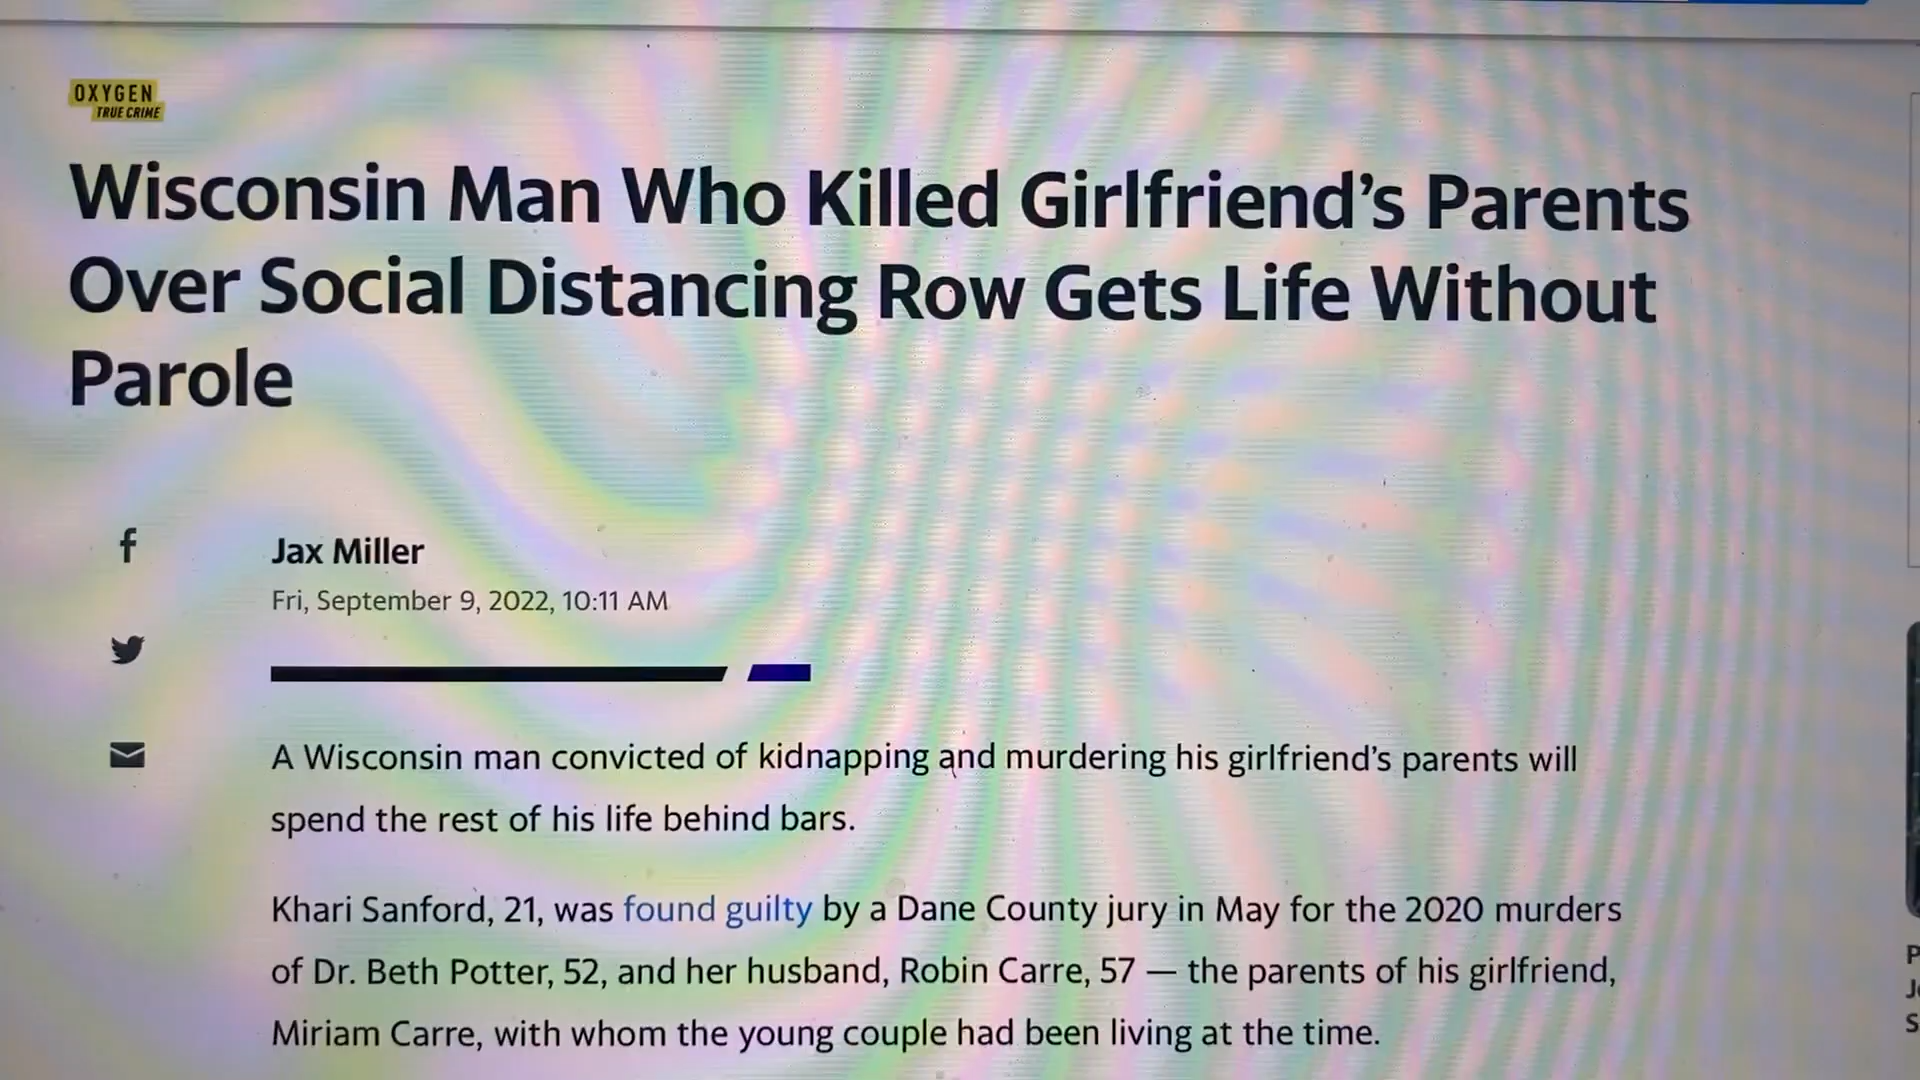 OXYGEN
TRUE CRIME
Wisconsin Man Who Killed Girlfriend’s Parents
Over Social Distancing Row Gets Life Without
Parole
Jax Miller
Fri, September 9, 2022, 10:11 AM
A Wisconsin man convicted of kidnapping and murdering his girlfriend’s parents will
spend the rest of his life behind bars.
Khari Sanford, 21, was found guilty by a Dane County jury in May for the 2020 murders
of Dr. Beth Potter, 52, and her husband, Robin Carre, 57 — the parents of his girlfriend,
Miriam Carre, with whom the young couple had been living at the time.